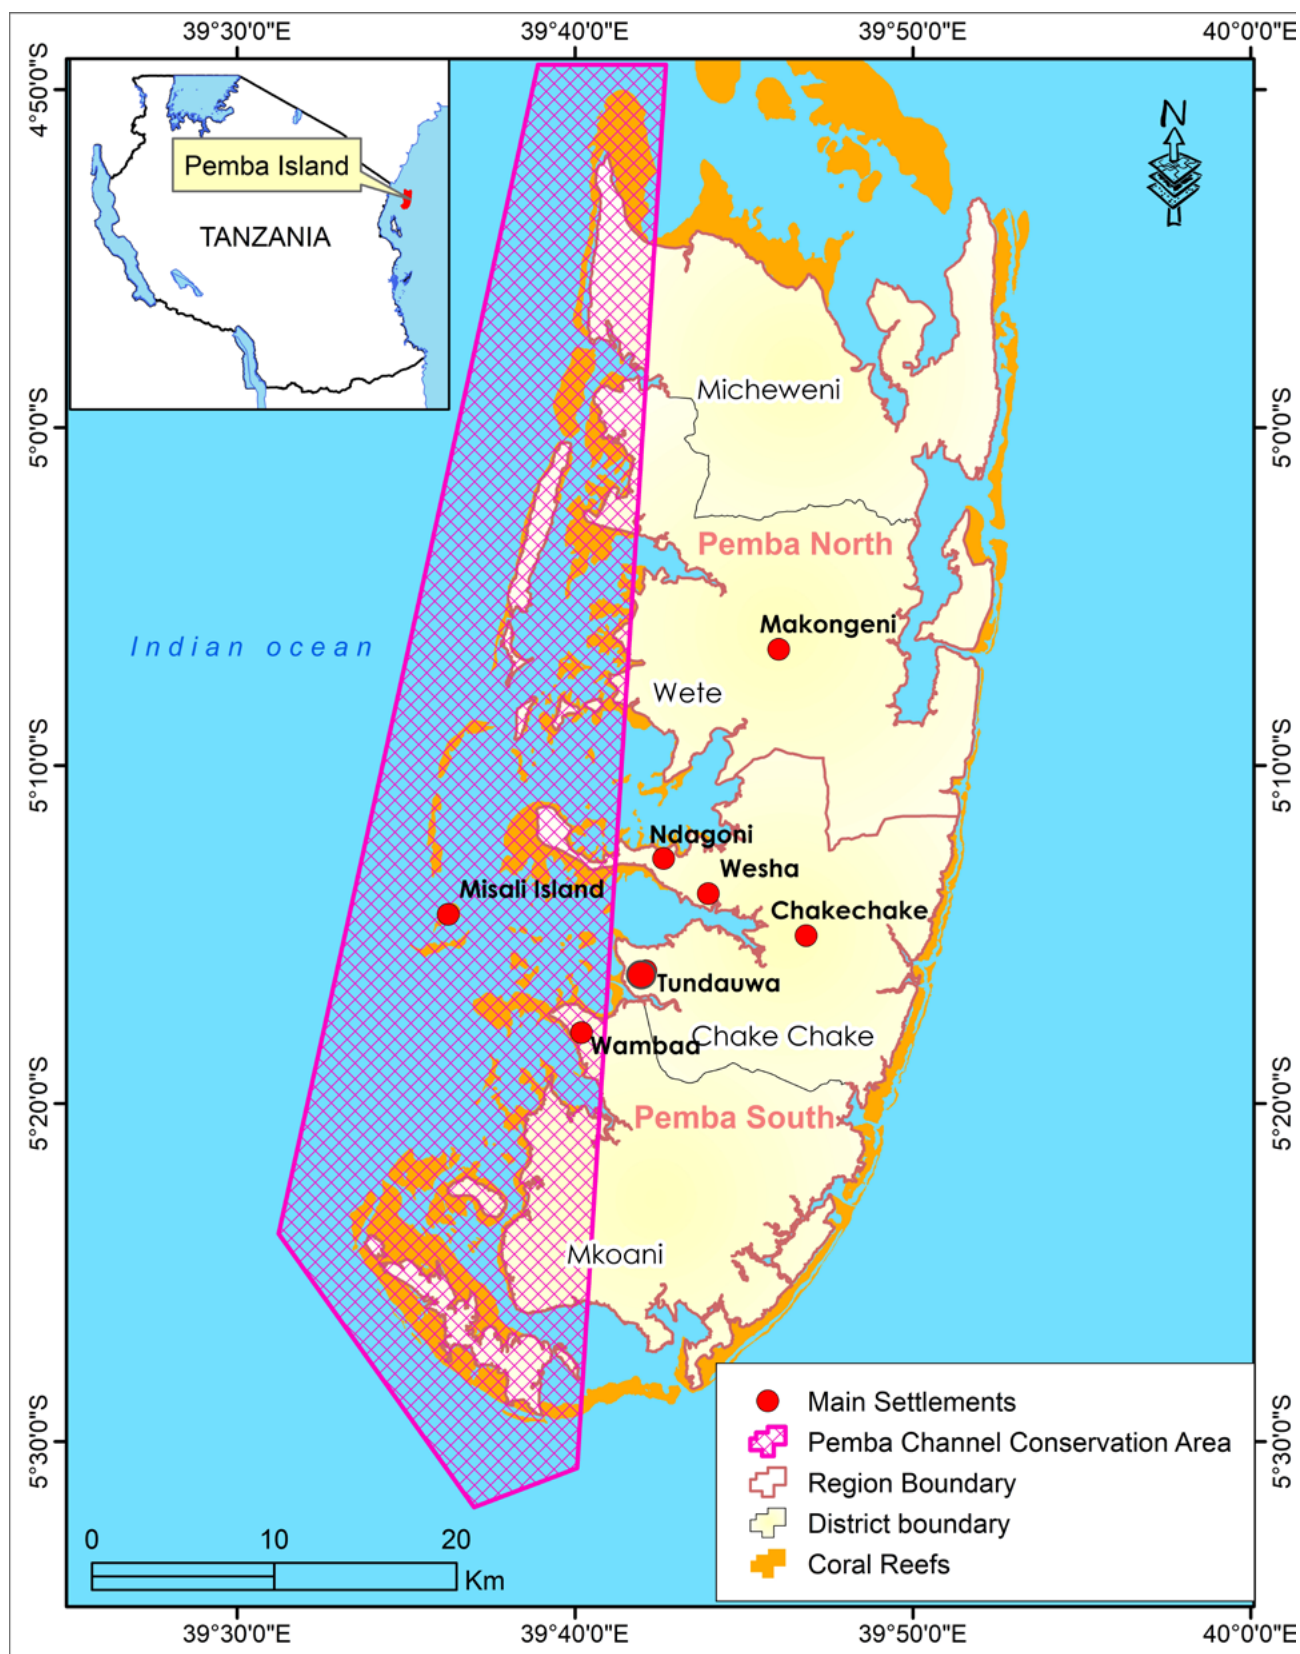 39°30'0"E
39°40'0"E
39°50'0"E
40°0'0"E
4°50'0"S
5°0'0"S
5°10'0"S
5°20'0"S
5°30'0"S
5°0'0"S
5°10'0"S
5°20'0"S
5°30'0"S
Pemba Island
TANZANIA
N
Micheweni
Pemba North
Makongeni
Indian ocean
Wete
Ndagoni
Wesha
Misali Island
Chakechake
Tundauwa
Chake Chake
Wambaa
Pemba South
Mkoani
Main Settlements
Pemba Channel Conservation Area
Region Boundary
District boundary
Coral Reefs
0 10 20
Km
39°30'0"E
39°40'0"E
39°50'0"E
40°0'0"E